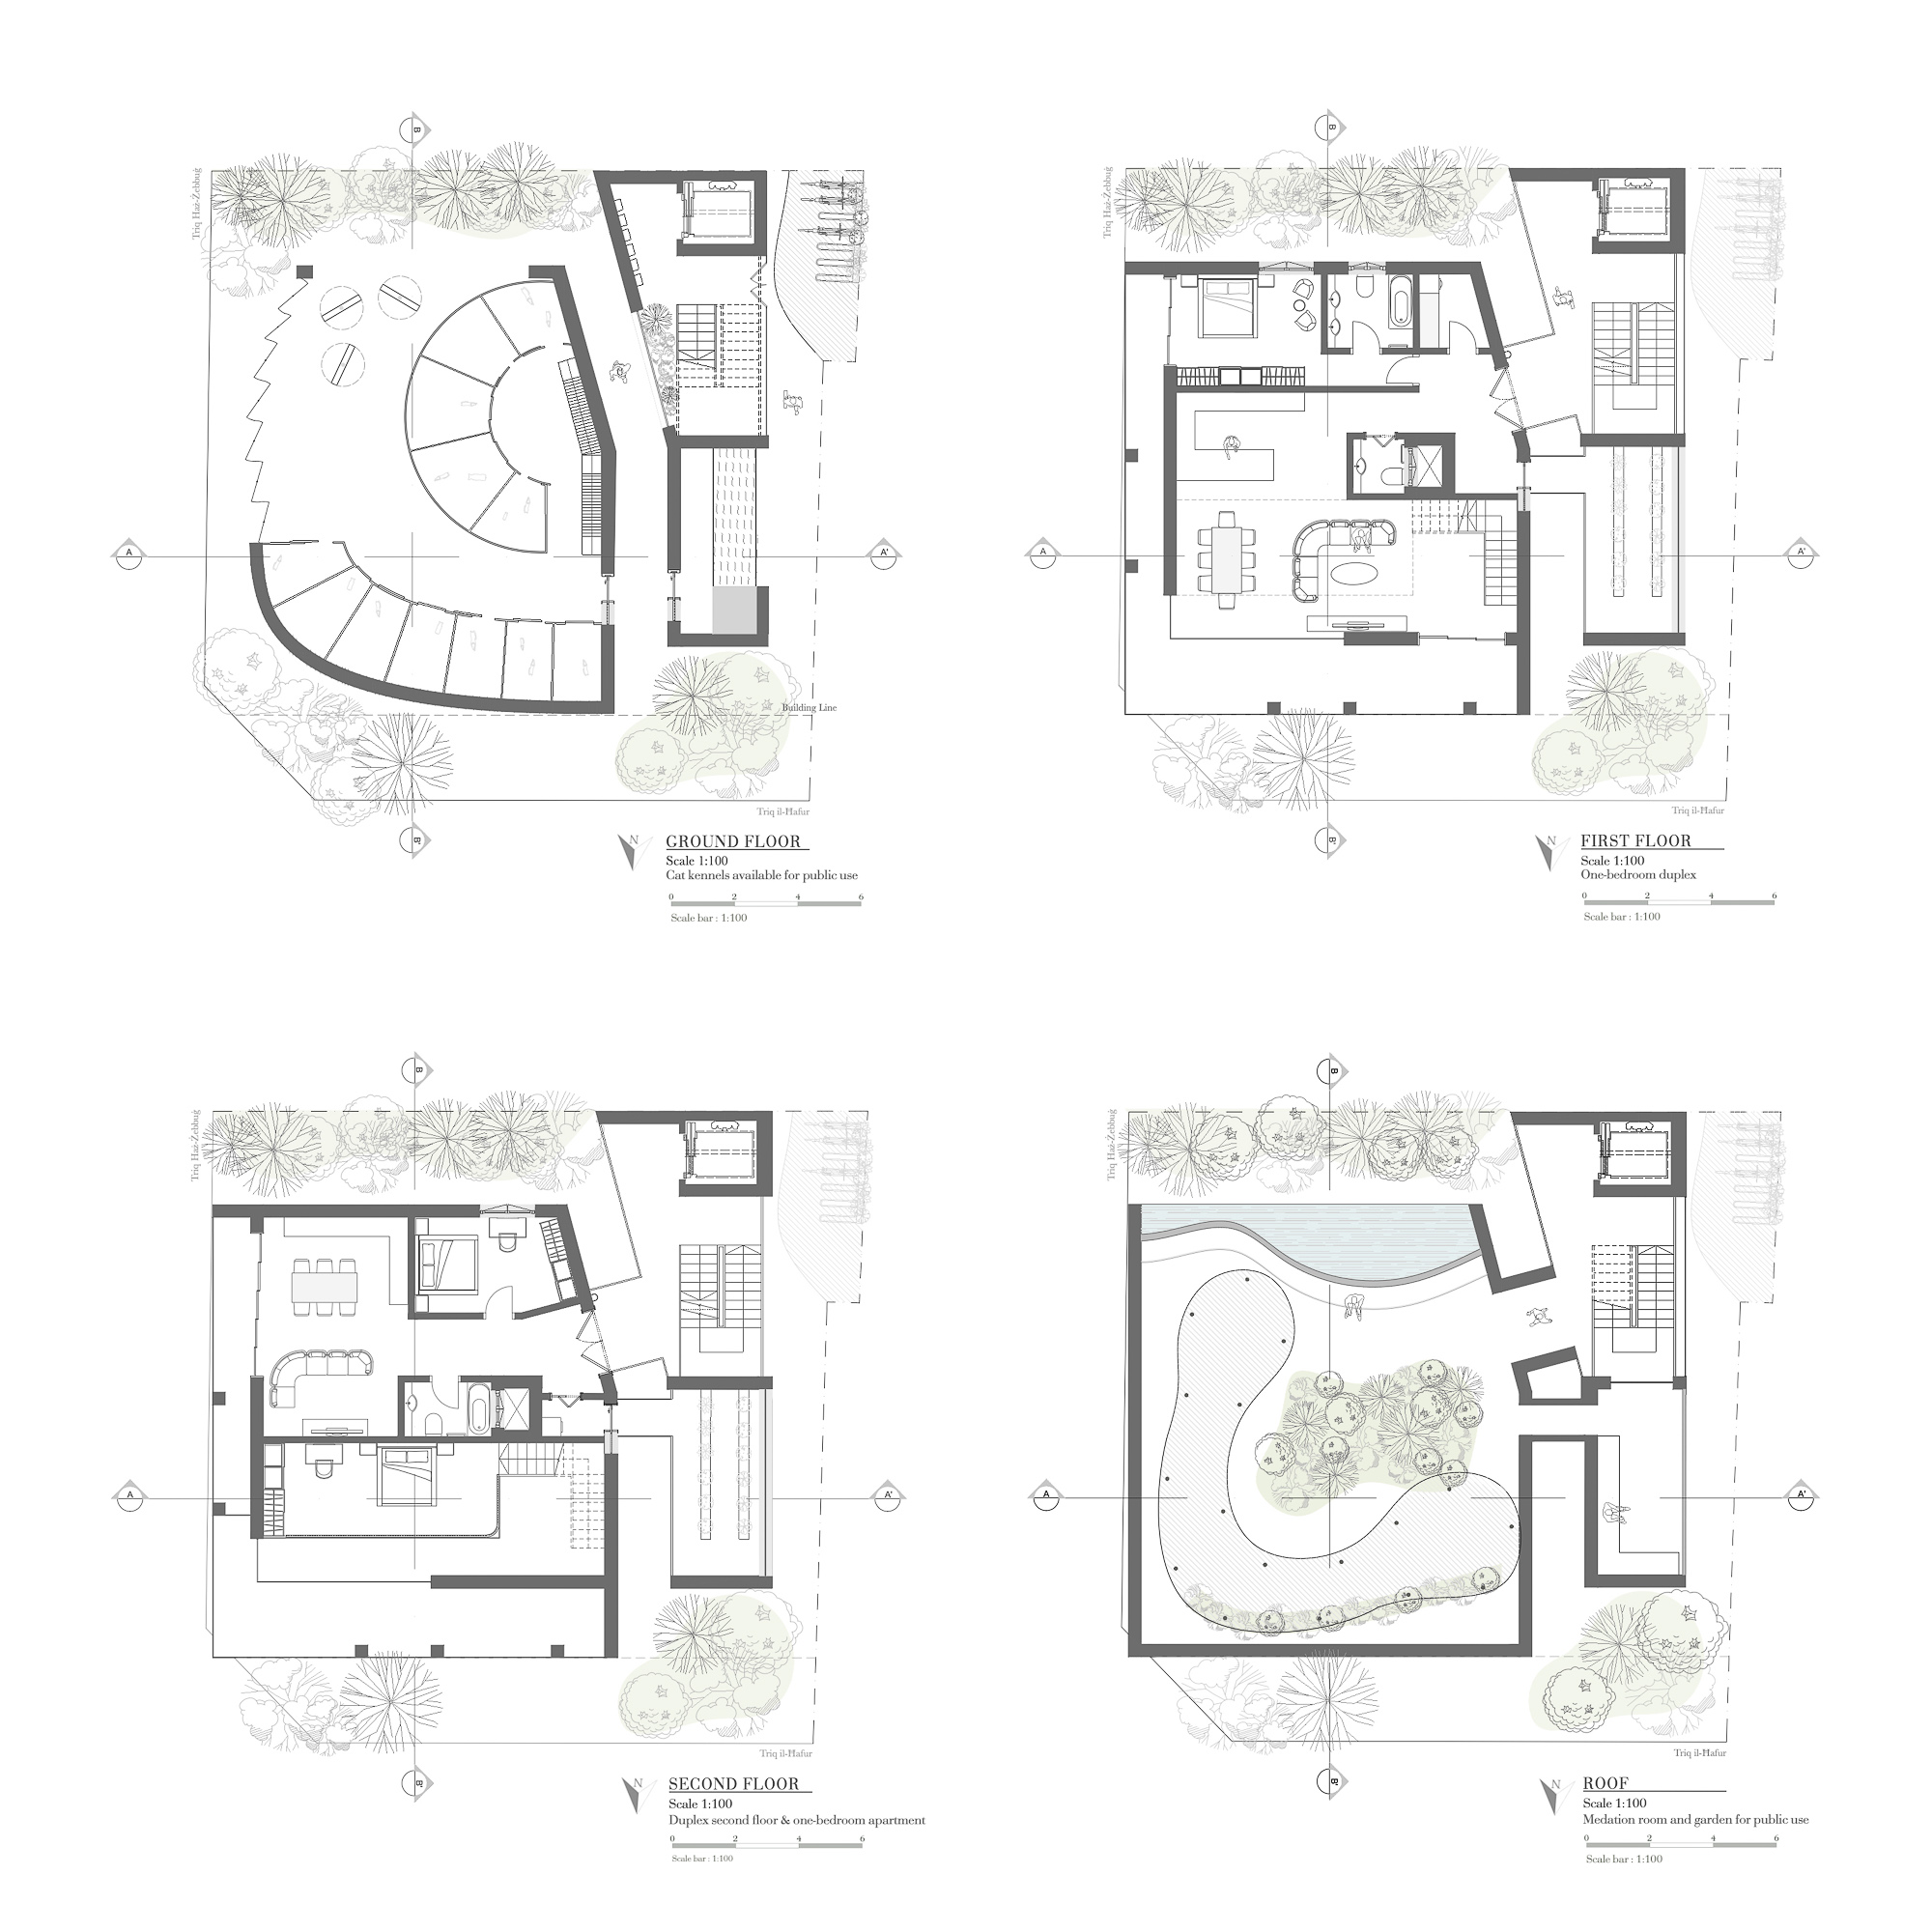 B
Triq Ħaż-Żebbuġ
A
A'
Building Line
Triq il-Ħafur
B'
N
GROUND FLOOR
Scale 1:100
Cat kennels available for public use
0 2 4 6
Scale bar : 1:100
B
Triq Ħaż-Żebbuġ
A
A'
Triq il-Ħafur
B'
N
FIRST FLOOR
Scale 1:100
One-bedroom duplex
0 2 4 6
Scale bar : 1:100
B
Triq Ħaż-Żebbuġ
A
A'
Triq il-Ħafur
B'
N
SECOND FLOOR
Scale 1:100
Duplex second floor & one-bedroom apartment
0 2 4 6
Scale bar : 1:100
B
Triq Ħaż-Żebbuġ
A
A'
Triq il-Ħafur
B'
N
ROOF
Scale 1:100
Medation room and garden for public use
0 2 4 6
Scale bar : 1:100